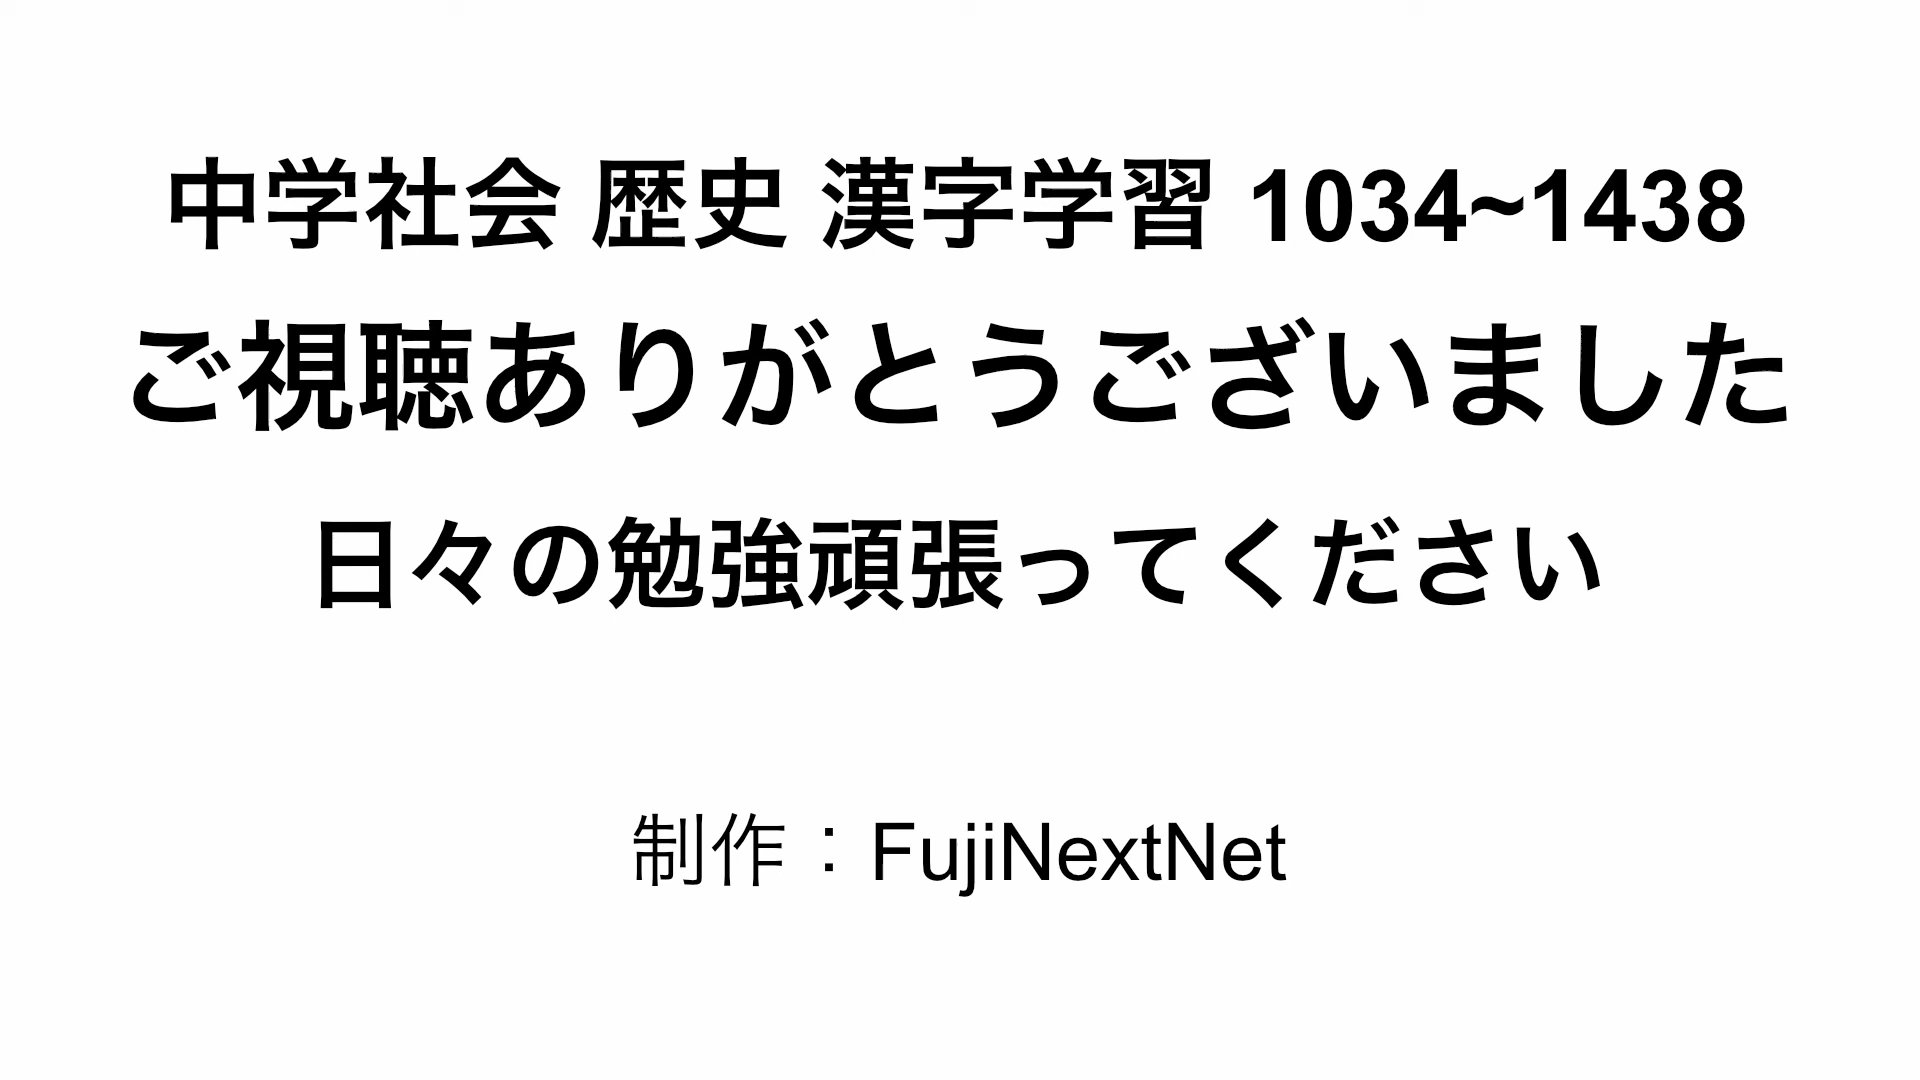 中学社会 歴史 漢字学習 1034~1438
ご視聴ありがとうございました
日々の勉強頑張ってください
制作：FujiNextNet